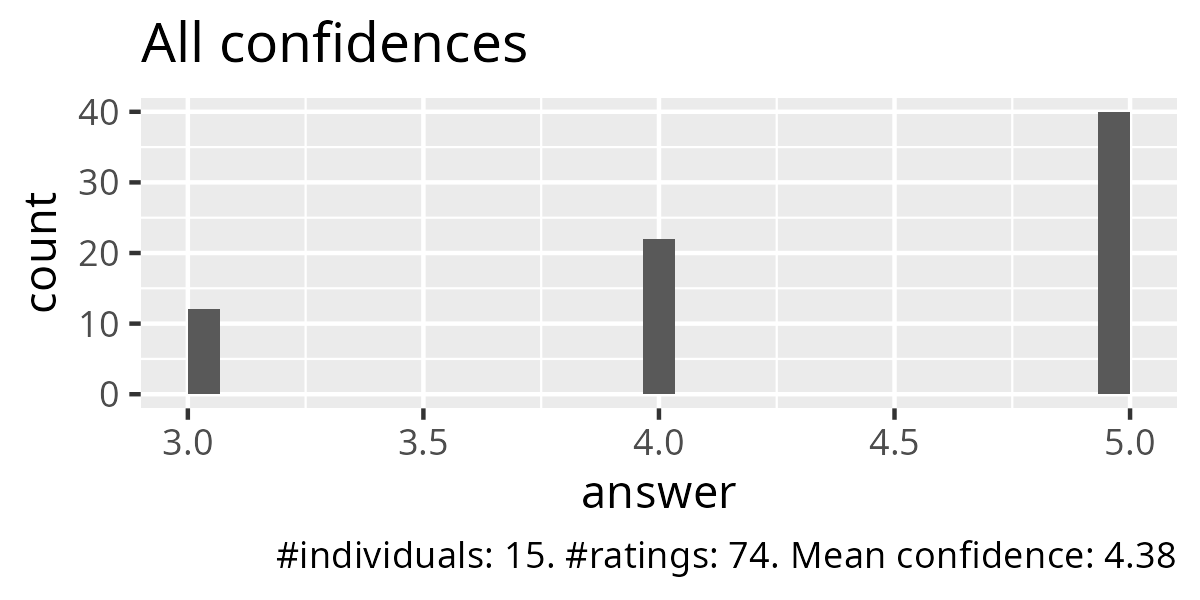 All confidences
count
40
30
20
10
0
3.0 3.5 4.0 4.5 5.0
answer
#individuals: 15. #ratings: 74. Mean confidence: 4.38